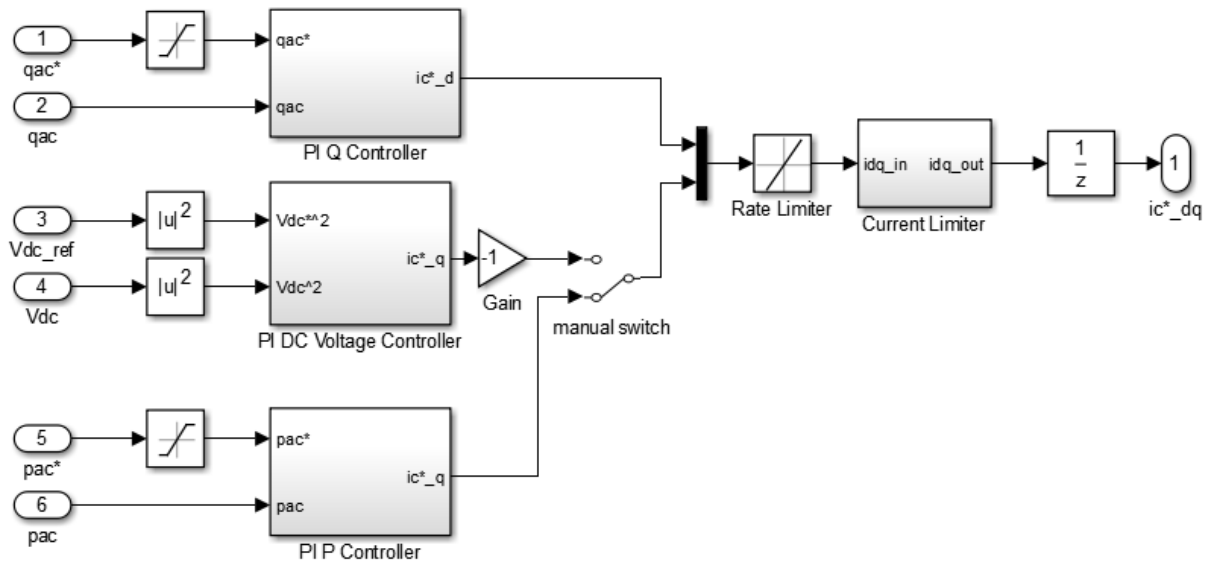 1
qac*
2
qac
qac*
qac
ic*_d
PI Q Controller
3
Vdc_ref
4
Vdc
|u|²
|u|²
Vdc*^2
Vdc^2
ic*_q
PI DC Voltage Controller
-1
Gain
manual switch
5
pac*
6
pac
pac*
pac
ic*_q
PI P Controller
Rate Limiter
idq_in
idq_out
Current Limiter
1
z
1
ic*_dq